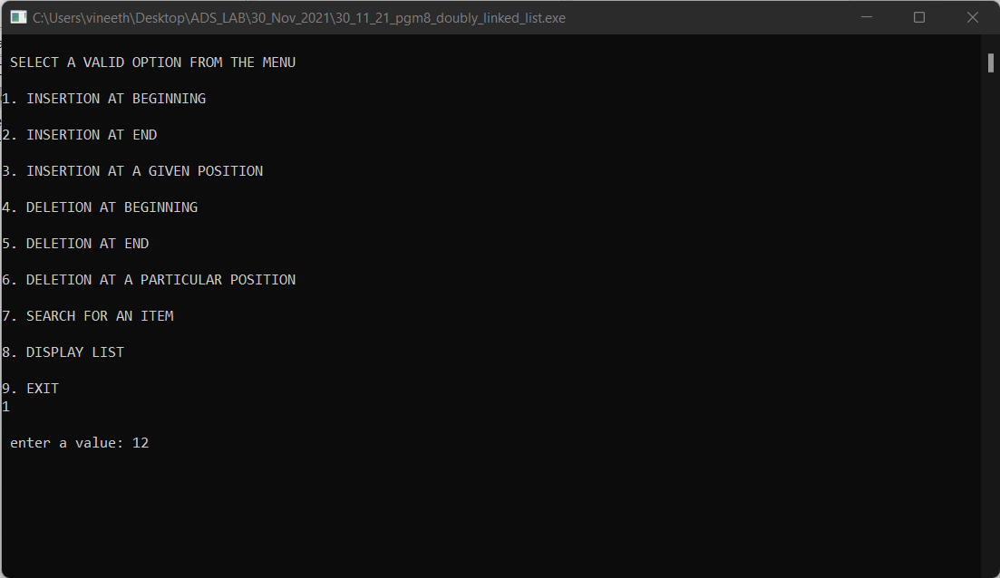 C:\Users\vineeth\Desktop\ADS_LAB\30_Nov_2021\30_11_21_pgm8_doubly_linked_list.exe
SELECT A VALID OPTION FROM THE MENU
1. INSERTION AT BEGINNING
2. INSERTION AT END
3. INSERTION AT A GIVEN POSITION
4. DELETION AT BEGINNING
5. DELETION AT END
6. DELETION AT A PARTICULAR POSITION
7. SEARCH FOR AN ITEM
8. DISPLAY LIST
9. EXIT
1
enter a value: 12